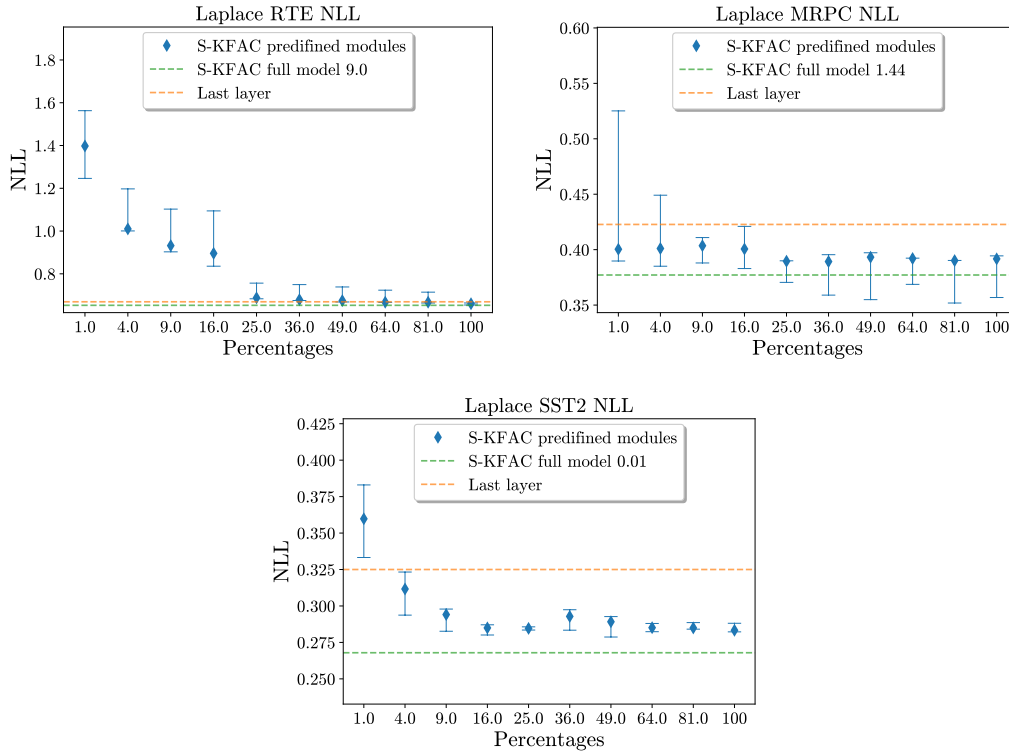 Laplace RTE NLL
S-KFAC predifined modules
S-KFAC full model 9.0
Last layer
NLL
1.8
1.6
1.4
1.2
1.0
0.8
1.0 4.0 9.0 16.0 25.0 36.0 49.0 64.0 81.0 100
Percentages
Laplace MRPC NLL
S-KFAC predifined modules
S-KFAC full model 1.44
Last layer
NLL
0.60
0.55
0.50
0.45
0.40
0.35
1.0 4.0 9.0 16.0 25.0 36.0 49.0 64.0 81.0 100
Percentages
Laplace SST2 NLL
S-KFAC predifined modules
S-KFAC full model 0.01
Last layer
NLL
0.425
0.400
0.375
0.350
0.325
0.300
0.275
0.250
1.0 4.0 9.0 16.0 25.0 36.0 49.0 64.0 81.0 100
Percentages